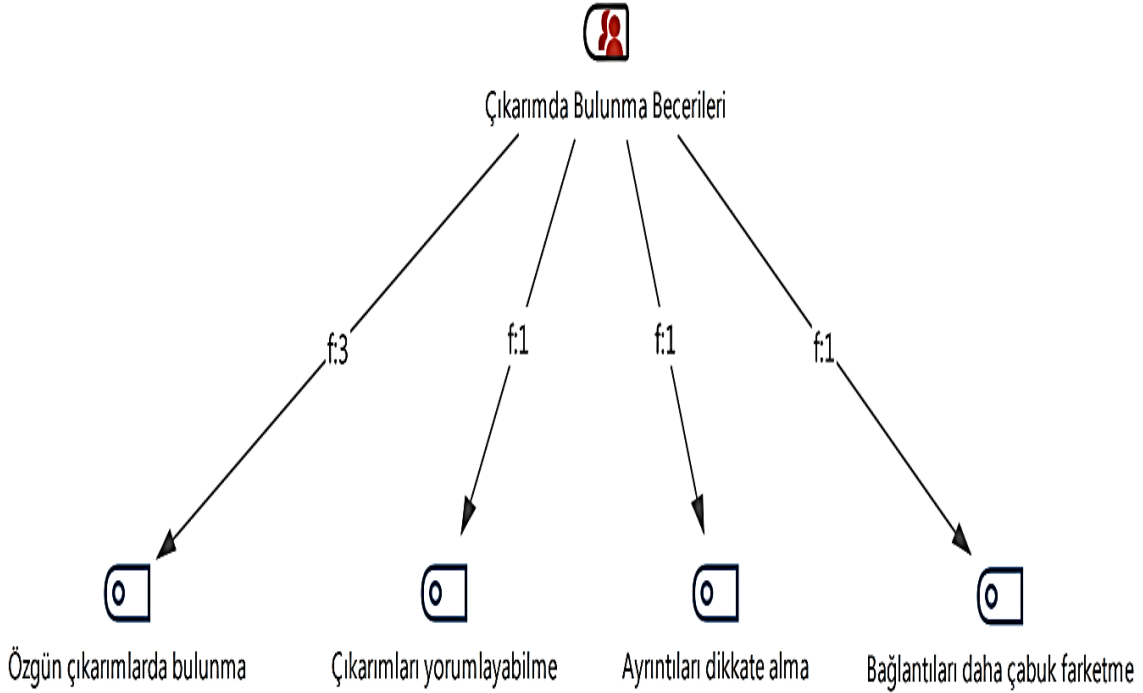 Çıkarımda Bulunma Becerileri
f:3
f:1
f:1
f:1
Özgün çıkarımlarda bulunma
Çıkarımları yorumlayabilme
Ayrıntıları dikkate alma
Bağlantıları daha çabuk farketme